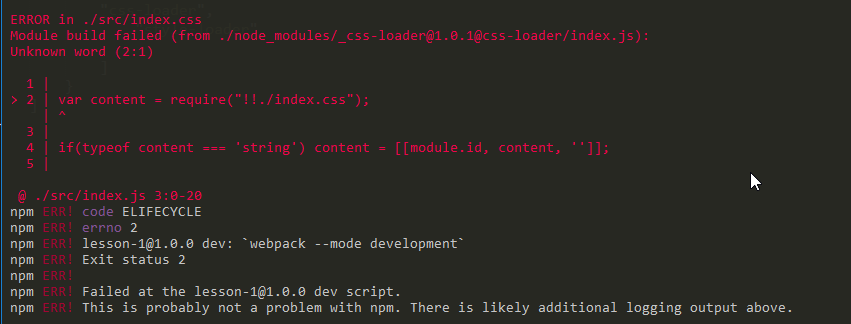 ERROR in ./src/index.css
Module build failed (from ./node_modules/_css-loader@1.0.1@css-loader/index.js):
Unknown word (2:1)
1 |
> 2 | var content = require("!!./index.css");
| ^
3 |
4 | if(typeof content === 'string') content = [[module.id, content, '']];
5 |
@ ./src/index.js 3:0-20
npm ERR! code ELIFECYCLE
npm ERR! errno 2
npm ERR! lesson-1@1.0.0 dev: `webpack --mode development`
npm ERR! Exit status 2
npm ERR!
npm ERR! Failed at the lesson-1@1.0.0 dev script.
npm ERR! This is probably not a problem with npm. There is likely additional logging output above.